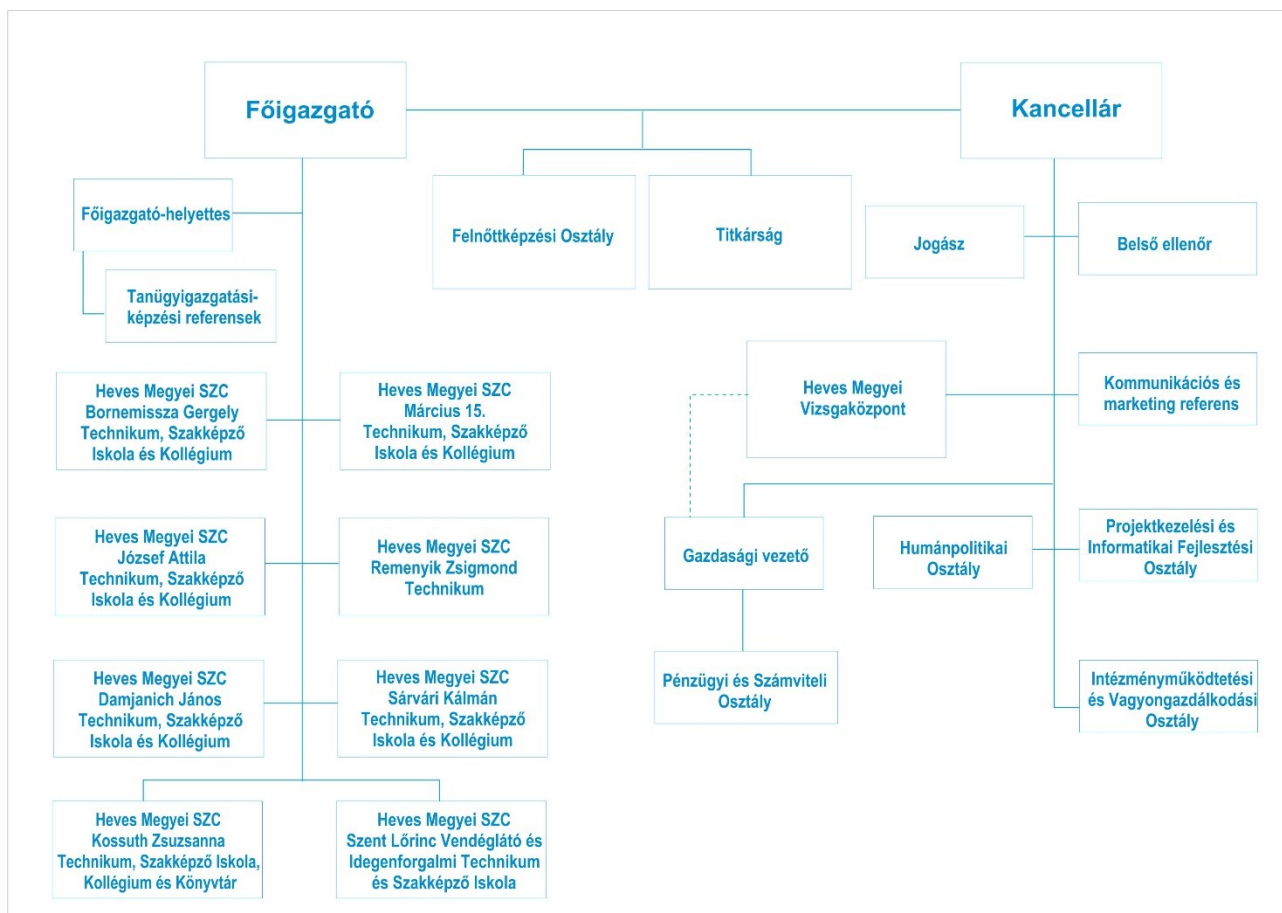 Főigazgató
Kancellár
Főigazgató-helyettes
Felnőttképzési Osztály
Titkárság
Jogász
Belső ellenőr
Tanügyigazgatási-
képzési referensek
Heves Megyei SZC
Bornemissza Gergely
Technikum, Szakképző
Iskola és Kollégium
Heves Megyei SZC
Március 15.
Technikum, Szakképző
Iskola és Kollégium
Heves Megyei
Vizsgaközpont
Kommunikációs és
marketing referens
Heves Megyei SZC
József Attila
Technikum, Szakképző
Iskola és Kollégium
Heves Megyei SZC
Remenyik Zsigmond
Technikum
Gazdasági vezető
Humánpolitikai
Osztály
Projektkezelési és
Informatikai Fejlesztési
Osztály
Heves Megyei SZC
Damjanich János
Technikum, Szakképző
Iskola és Kollégium
Heves Megyei SZC
Sárvári Kálmán
Technikum, Szakképző
Iskola és Kollégium
Pénzügyi és Számviteli
Osztály
Intézményműködtetési
és Vagyongazdálkodási
Osztály
Heves Megyei SZC
Kossuth Zsuzsanna
Technikum, Szakképző Iskola,
Kollégium és Könyvtár
Heves Megyei SZC
Szent Lőrinc Vendéglátó és
Idegenforgalmi Technikum
és Szakképző Iskola